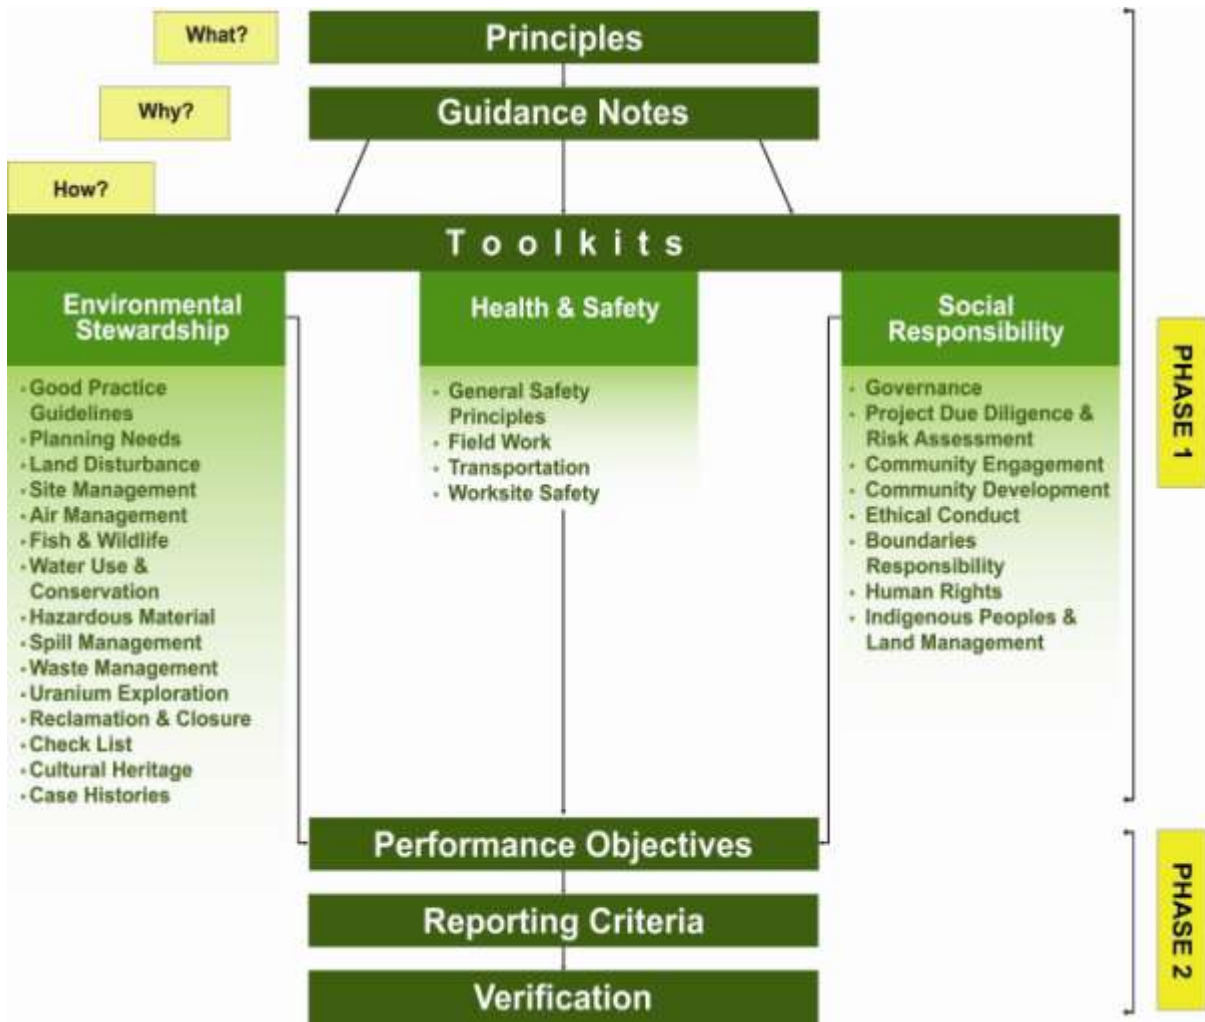 What?
Principles
Why?
Guidance Notes
How?
Toolkits
Environmental
Stewardship
•Good Practice
Guidelines
•Planning Needs
•Land Disturbance
•Site Management
•Air Management
•Fish & Wildlife
•Water Use &
Conservation
•Hazardous Material
•Spill Management
•Waste Management
•Uranium Exploration
•Reclamation & Closure
•Check List
•Cultural Heritage
•Case Histories
Health & Safety
• General Safety
Principles
• Field Work
• Transportation
• Worksite Safety
Social
Responsibility
• Governance
• Project Due Diligence &
Risk Assessment
• Community Engagement
• Community Development
• Ethical Conduct
• Boundaries
Responsibility
• Human Rights
• Indigenous Peoples &
Land Management
PHASE 1
Performance Objectives
Reporting Criteria
Verification
PHASE 2